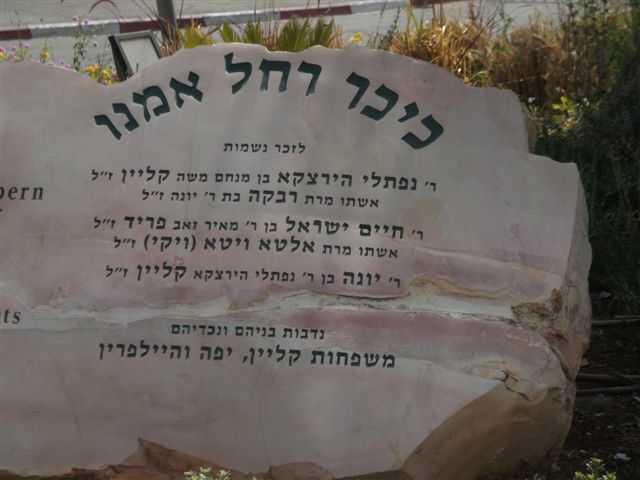 כיכר רחל אמנו
לזכר נשמות
ר׳ נפתלי הירצקא בן מנחם משה קליין ז״ל
אשתו מרת רבקה בת ר׳ יונה ז״ל
ר׳ חיים ישראל בן ר׳ מאיר זאב פריד ז״ל
אשתו מרת אלטא ויטא (ויקי) ז״ל
ר׳ יונה בן ר׳ נפתלי הירצקא קליין ז״ל
נדבות בניהם ונכדיהם
משפחות קליין, יפה והיילפרין
pern
ts